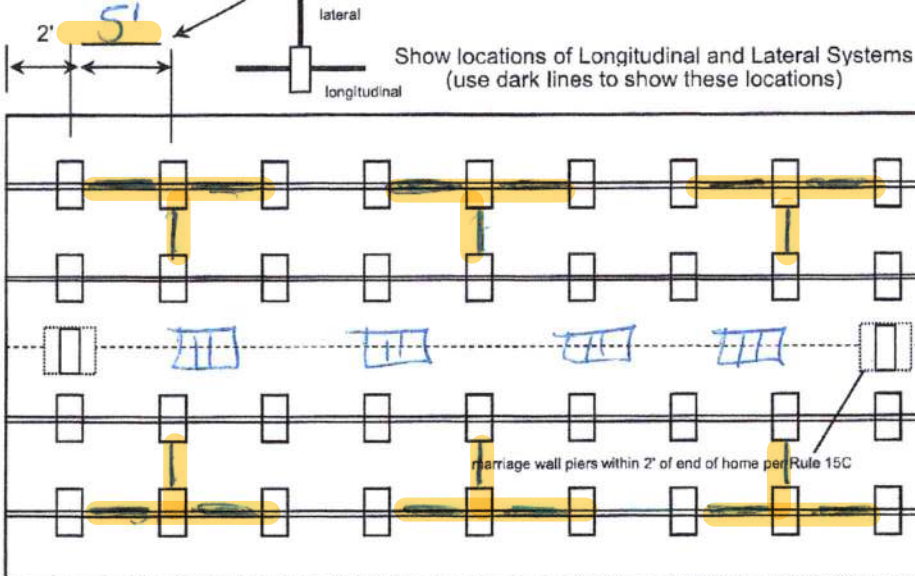 2' 5'
lateral
longitudinal
Show locations of Longitudinal and Lateral Systems
(use dark lines to show these locations)
marriage wall piers within 2' of end of home per Rule 15C